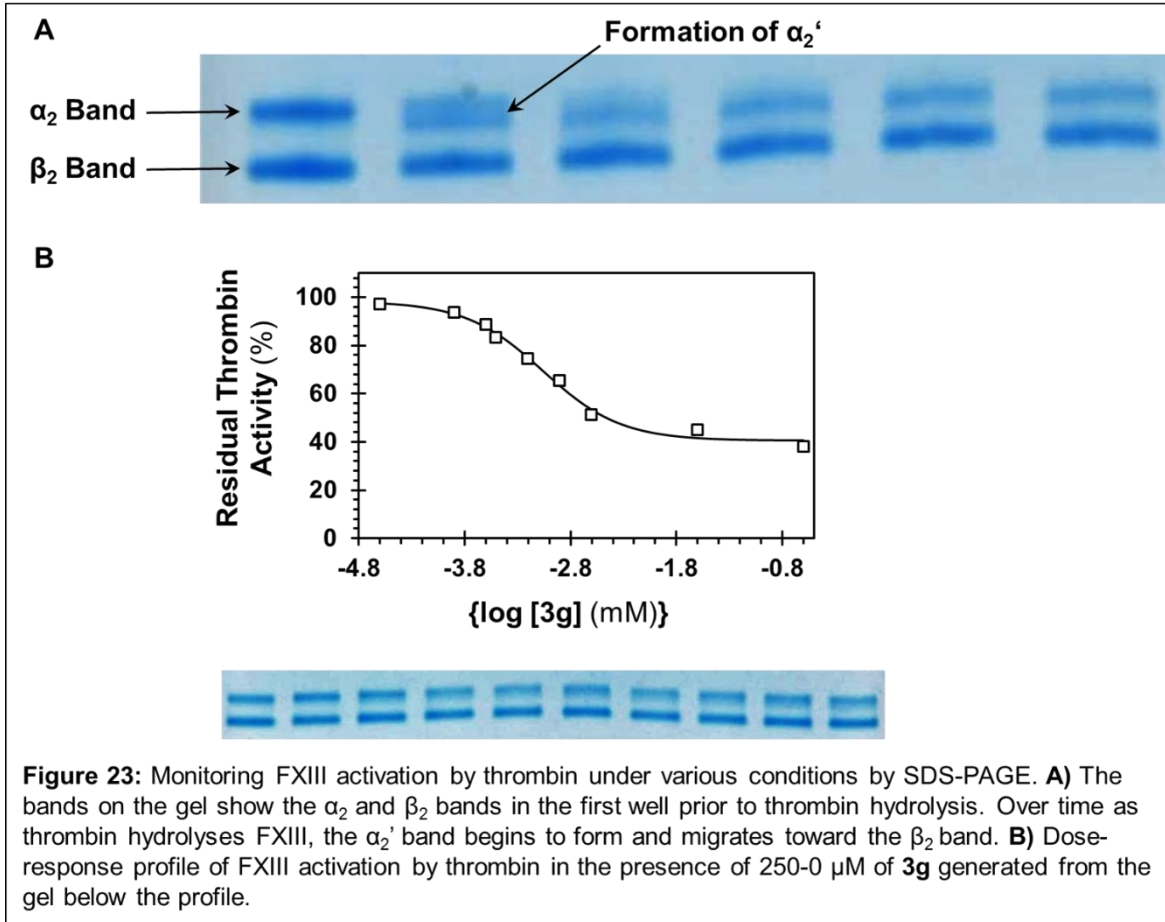 A
Formation of α₂‘
α₂ Band
β₂ Band
B
Residual Thrombin
Activity (%)
100
80
60
40
20
0
-4.8 -3.8 -2.8 -1.8 -0.8
{log [3g] (mM)}
Figure 23: Monitoring FXIII activation by thrombin under various conditions by SDS-PAGE. A) The
bands on the gel show the α₂ and β₂ bands in the first well prior to thrombin hydrolysis. Over time as
thrombin hydrolyses FXIII, the α₂’ band begins to form and migrates toward the β₂ band. B) Dose-
response profile of FXIII activation by thrombin in the presence of 250-0 µM of 3g generated from the
gel below the profile.